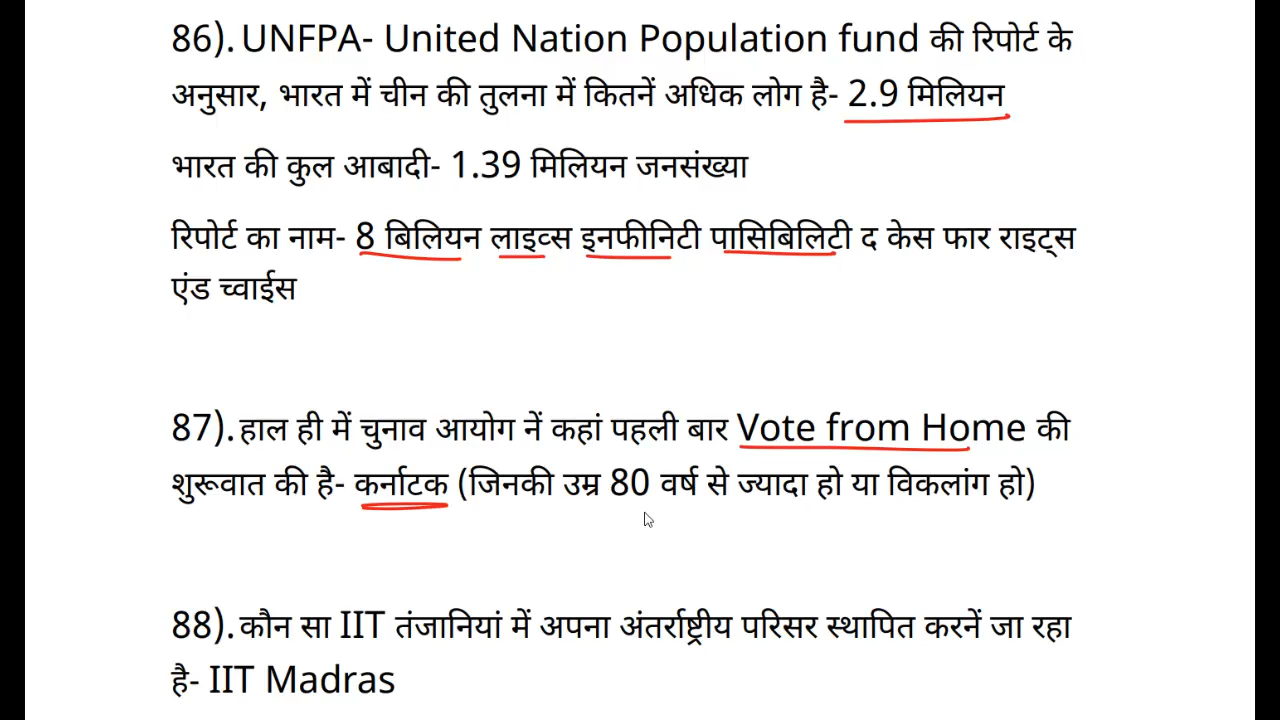 86). UNFPA- United Nation Population fund की रिपोर्ट के
अनुसार, भारत में चीन की तुलना में कितनें अधिक लोग है- 2.9 मिलियन
भारत की कुल आबादी- 1.39 मिलियन जनसंख्या
रिपोर्ट का नाम- 8 बिलियन लाइव्स इनफीनिटी पासिबिलिटी द केस फार राइट्स
एंड च्वाईस
87). हाल ही में चुनाव आयोग नें कहां पहली बार Vote from Home की
शुरूवात की है- कर्नाटक (जिनकी उम्र 80 वर्ष से ज्यादा हो या विकलांग हो)
88). कौन सा IIT तंजानियां में अपना अंतर्राष्ट्रीय परिसर स्थापित करनें जा रहा
है- IIT Madras